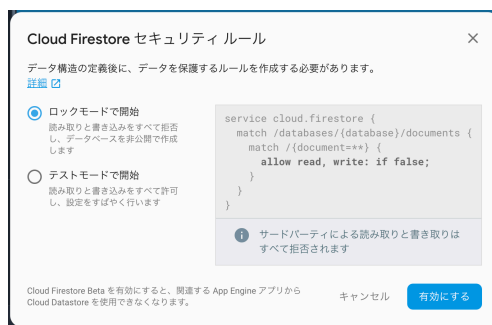 Cloud Firestore セキュリティ ルール
データ構造の定義後に、データを保護するルールを作成する必要があります。
詳細
ロックモードで開始
読み取りと書き込みをすべて拒否
し、データベースを非公開で作成
します
テストモードで開始
読み取りと書き込みをすべて許可
し、設定をすばやく行います
service cloud.firestore {
match /databases/{database}/documents {
match /{document=**} {
allow read, write: if false;
}
}
}
サードパーティによる読み取りと書き取りは
すべて拒否されます
Cloud Firestore Beta を有効にすると、関連する App Engine アプリから
Cloud Datastore を使用できなくなります。
キャンセル
有効にする